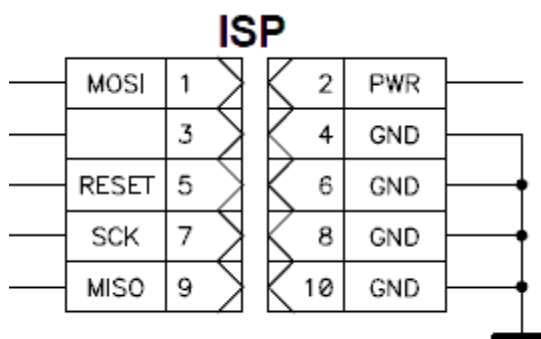 ISP
MOSI 1 2 PWR
3 4 GND
RESET 5 6 GND
SCK 7 8 GND
MISO 9 10 GND